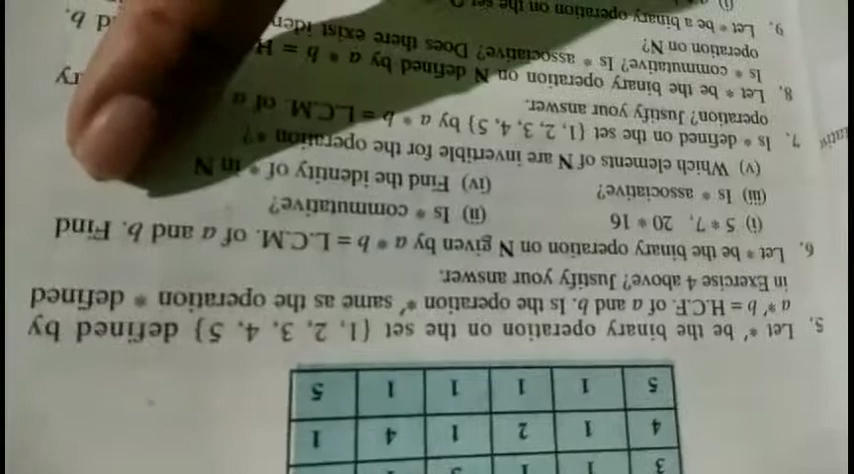 3 1 1 3 1
4 1 2 1 4 1
5 1 1 1 1 5
5. Let *′ be the binary operation on the set {1, 2, 3, 4, 5} defined by
a *′ b = H.C.F. of a and b. Is the operation *′ same as the operation * defined
in Exercise 4 above? Justify your answer.
6. Let * be the binary operation on N given by a * b = L.C.M. of a and b. Find
(i) 5 * 7, 20 * 16 (ii) Is * commutative?
(iii) Is * associative? (iv) Find the identity of * in N
(v) Which elements of N are invertible for the operation *?
7. Is * defined on the set {1, 2, 3, 4, 5} by a * b = L.C.M. of a
operation? Justify your answer.
8. Let * be the binary operation on N defined by a * b = H d b.
Is * commutative? Is * associative? Does there exist iden
operation on N?
9. Let * be a binary operation on the set Q
(i)